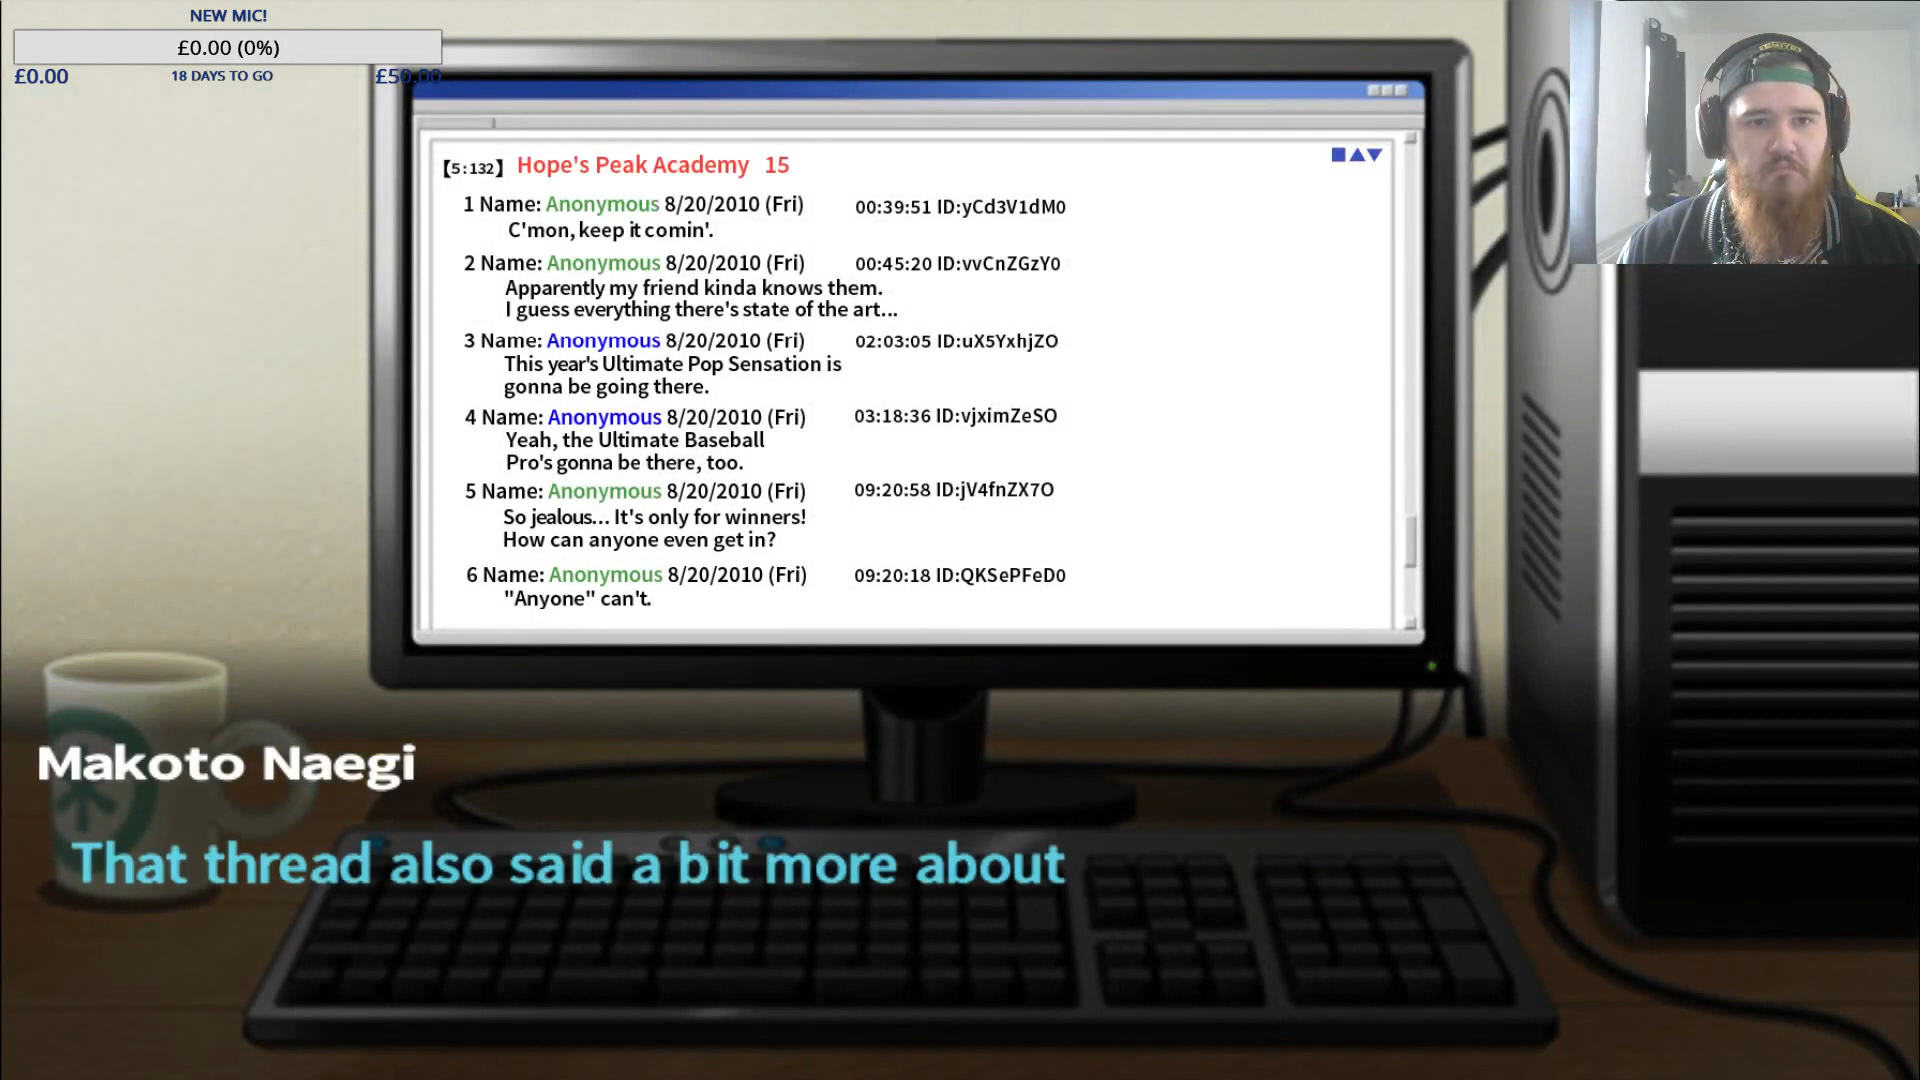 NEW MIC!
£0.00 (0%)
£0.00 18 DAYS TO GO £50.00
【5:132】 Hope's Peak Academy 15
1 Name: Anonymous 8/20/2010 (Fri) 00:39:51 ID:yCd3V1dM0
C'mon, keep it comin'.
2 Name: Anonymous 8/20/2010 (Fri) 00:45:20 ID:vvCnZGzY0
Apparently my friend kinda knows them.
I guess everything there's state of the art...
3 Name: Anonymous 8/20/2010 (Fri) 02:03:05 ID:uX5YxhjZO
This year's Ultimate Pop Sensation is
gonna be going there.
4 Name: Anonymous 8/20/2010 (Fri) 03:18:36 ID:vjximZeSO
Yeah, the Ultimate Baseball
Pro's gonna be there, too.
5 Name: Anonymous 8/20/2010 (Fri) 09:20:58 ID:jV4fnZX7O
So jealous... It's only for winners!
How can anyone even get in?
6 Name: Anonymous 8/20/2010 (Fri) 09:20:18 ID:QKSePFeD0
"Anyone" can't.
Makoto Naegi
That thread also said a bit more about